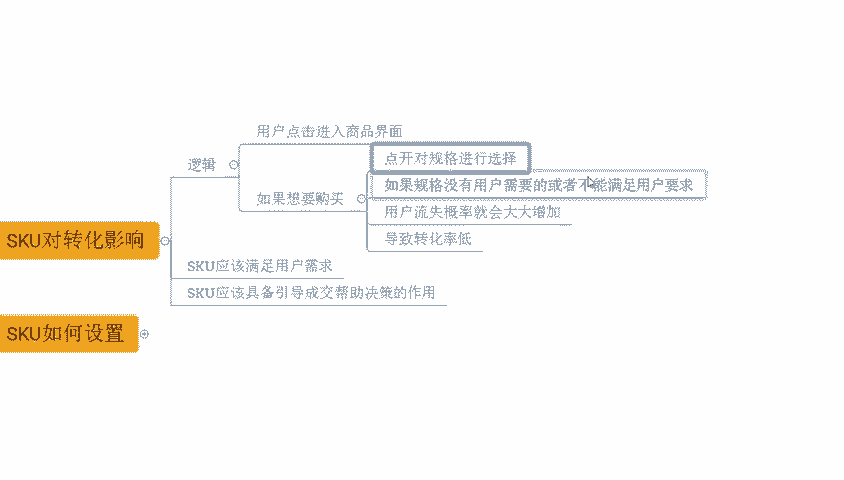 用户点击进入商品界面
点开对规格进行选择
逻辑
如果规格没有用户需要的或者不能满足用户要求
如果想要购买
用户流失概率就会大大增加
SKU对转化影响
导致转化率低
SKU应该满足用户需求
SKU应该具备引导成交帮助决策的作用
SKU如何设置